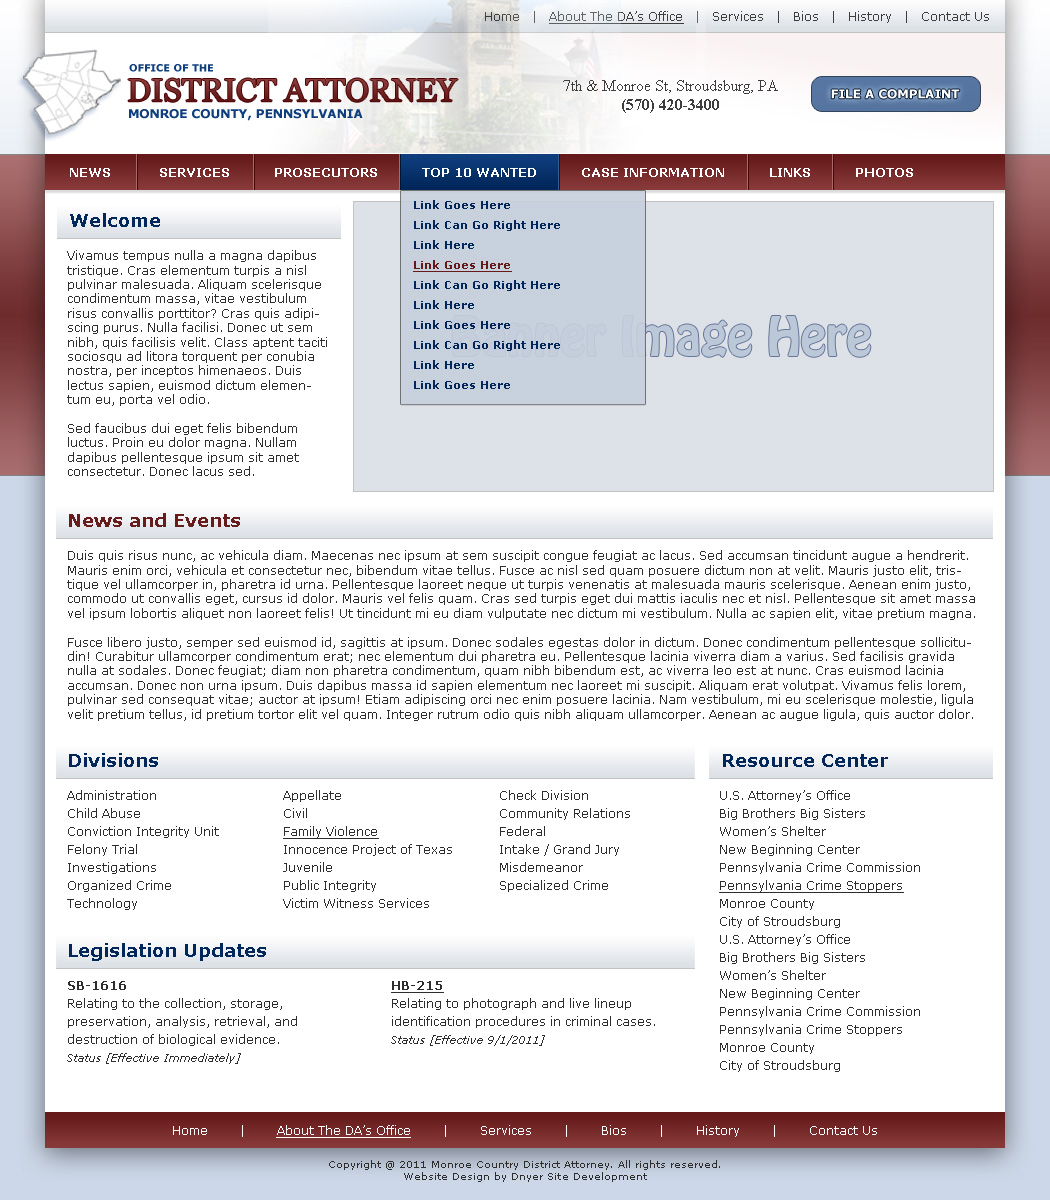 Home | About The DA's Office | Services | Bios | History | Contact Us
OFFICE OF THE
DISTRICT ATTORNEY
MONROE COUNTY, PENNSYLVANIA
7th & Monroe St, Stroudsburg, PA
(570) 420-3400
FILE A COMPLAINT
NEWS SERVICES PROSECUTORS TOP 10 WANTED CASE INFORMATION LINKS PHOTOS
Link Goes Here
Link Can Go Right Here
Link Here
Link Goes Here
Link Can Go Right Here
Link Here
Link Goes Here
Link Can Go Right Here
Link Here
Link Goes Here
Welcome
Vivamus tempus nulla a magna dapibus
tristique. Cras elementum turpis a nisl
pulvinar malesuada. Aliquam scelerisque
condimentum massa, vitae vestibulum
risus convallis porttitor? Cras quis adipi-
scing purus. Nulla facilisi. Donec ut sem
nibh, quis facilisis velit. Class aptent taciti
sociosqu ad litora torquent per conubia
nostra, per inceptos himenaeos. Duis
lectus sapien, euismod dictum elemen-
tum eu, porta vel odio.
Sed faucibus dui eget felis bibendum
luctus. Proin eu dolor magna. Nullam
dapibus pellentesque ipsum sit amet
consectetur. Donec lacus sed.
Banner Image Here
News and Events
Duis quis risus nunc, ac vehicula diam. Maecenas nec ipsum at sem suscipit congue feugiat ac lacus. Sed accumsan tincidunt augue a hendrerit.
Mauris enim orci, vehicula et consectetur nec, bibendum vitae tellus. Fusce ac nisl sed quam posuere dictum non at velit. Mauris justo elit, tris-
tique vel ullamcorper in, pharetra id urna. Pellentesque laoreet neque ut turpis venenatis at malesuada mauris scelerisque. Aenean enim justo,
commodo ut convallis eget, cursus id dolor. Mauris vel felis quam. Cras sed turpis eget dui mattis iaculis nec et nisl. Pellentesque sit amet massa
vel ipsum lobortis aliquet non laoreet felis! Ut tincidunt mi eu diam vulputate nec dictum mi vestibulum. Nulla ac sapien elit, vitae pretium magna.
Fusce libero justo, semper sed euismod id, sagittis at ipsum. Donec sodales egestas dolor in dictum. Donec condimentum pellentesque sollicitu-
din! Curabitur ullamcorper condimentum erat; nec elementum dui pharetra eu. Pellentesque lacinia viverra diam a varius. Sed facilisis gravida
nulla at sodales. Donec feugiat; diam non pharetra condimentum, quam nibh bibendum est, ac viverra leo est at nunc. Cras euismod lacinia
accumsan. Donec non urna ipsum. Duis dapibus massa id sapien elementum nec laoreet mi suscipit. Aliquam erat volutpat. Vivamus felis lorem,
pulvinar sed consequat vitae; auctor at ipsum! Etiam adipiscing orci nec enim posuere lacinia. Nam vestibulum, mi eu scelerisque molestie, ligula
velit pretium tellus, id pretium tortor elit vel quam. Integer rutrum odio quis nibh aliquam ullamcorper. Aenean ac augue ligula, quis auctor dolor.
Divisions
Administration
Child Abuse
Conviction Integrity Unit
Felony Trial
Investigations
Organized Crime
Technology
Appellate
Civil
Family Violence
Innocence Project of Texas
Juvenile
Public Integrity
Victim Witness Services
Check Division
Community Relations
Federal
Intake / Grand Jury
Misdemeanor
Specialized Crime
Resource Center
U.S. Attorney's Office
Big Brothers Big Sisters
Women's Shelter
New Beginning Center
Pennsylvania Crime Commission
Pennsylvania Crime Stoppers
Monroe County
City of Stroudsburg
U.S. Attorney's Office
Big Brothers Big Sisters
Women's Shelter
New Beginning Center
Pennsylvania Crime Commission
Pennsylvania Crime Stoppers
Monroe County
City of Stroudsburg
Legislation Updates
SB-1616
Relating to the collection, storage,
preservation, analysis, retrieval, and
destruction of biological evidence.
Status [Effective Immediately]
HB-215
Relating to photograph and live lineup
identification procedures in criminal cases.
Status [Effective 9/1/2011]
Home | About The DA's Office | Services | Bios | History | Contact Us
Copyright @ 2011 Monroe Country District Attorney. All rights reserved.
Website Design by Dnyer Site Development